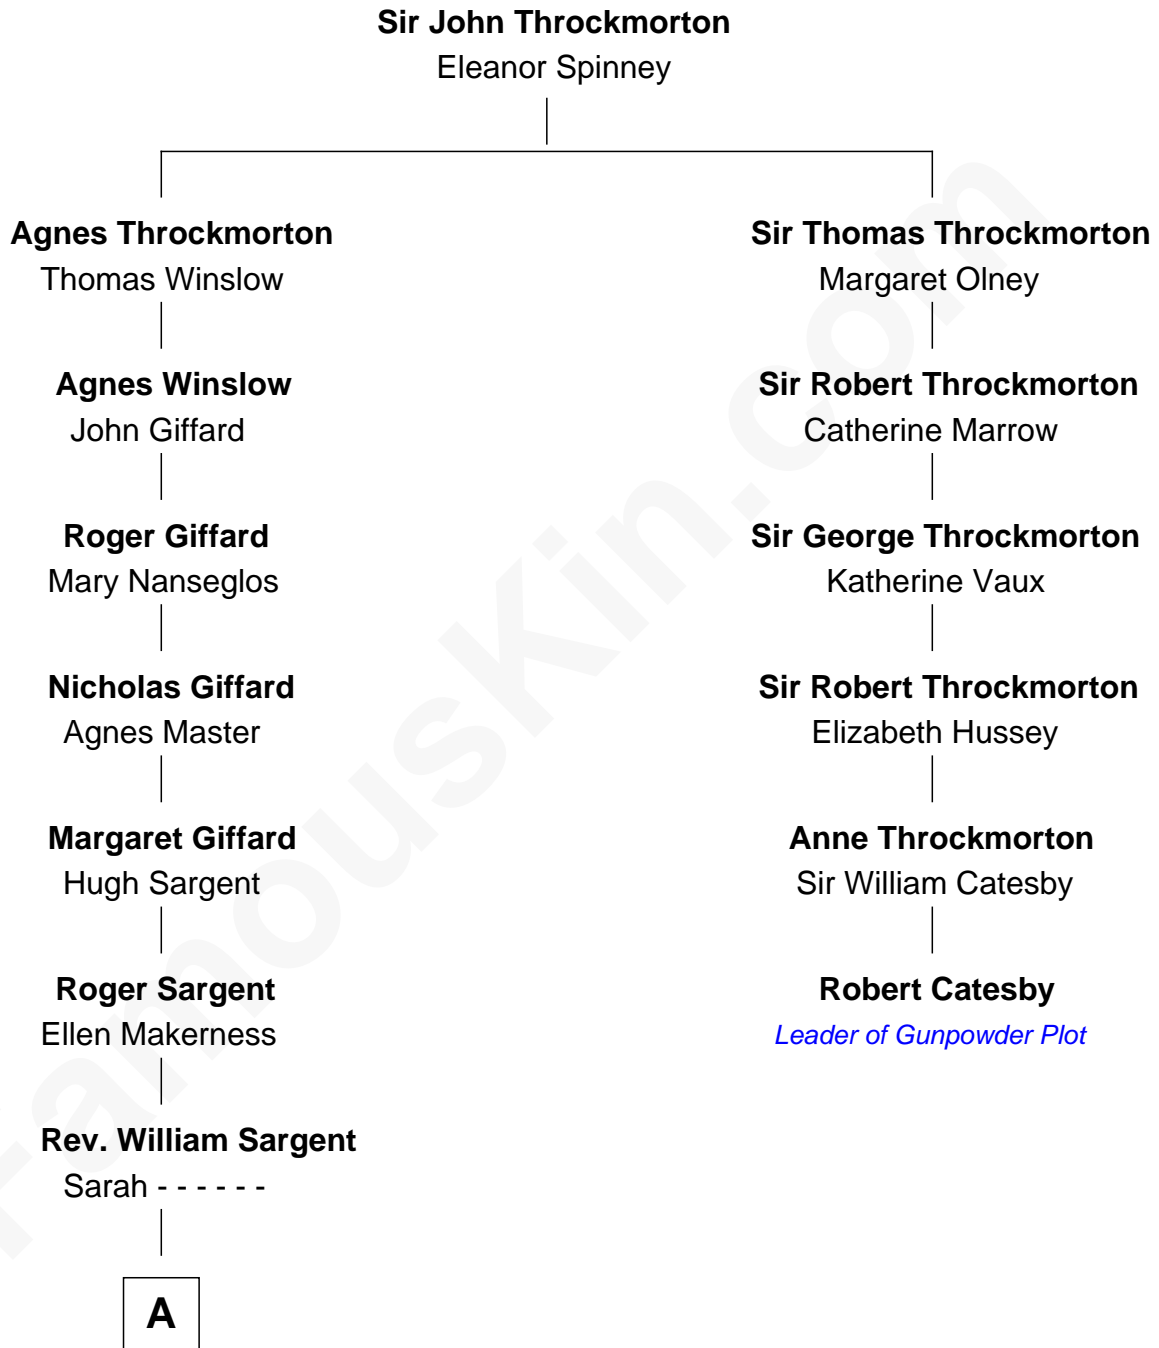 Sir John Throckmorton
Eleanor Spinney
Agnes Throckmorton
Thomas Winslow
Sir Thomas Throckmorton
Margaret Olney
Agnes Winslow
John Giffard
Sir Robert Throckmorton
Catherine Marrow
Roger Giffard
Mary Nanseglos
Sir George Throckmorton
Katherine Vaux
Nicholas Giffard
Agnes Master
Sir Robert Throckmorton
Elizabeth Hussey
Margaret Giffard
Hugh Sargent
Anne Throckmorton
Sir William Catesby
Roger Sargent
Ellen Makerness
Robert Catesby
Leader of Gunpowder Plot
Rev. William Sargent
Sarah - - - - - -
A
FamousKin.com